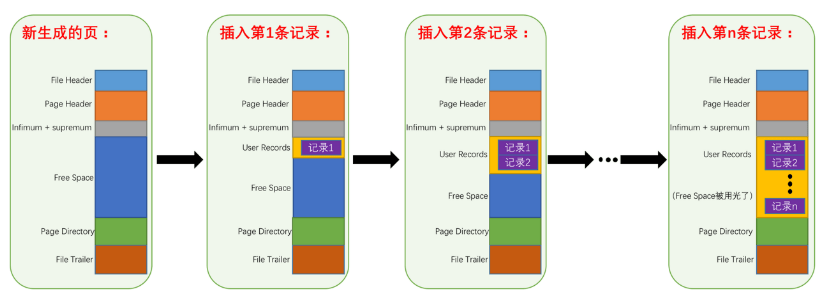 新生成的页：
File Header
Page Header
Infimum + supremum
Free Space
Page Directory
File Trailer
插入第1条记录：
File Header
Page Header
Infimum + supremum
User Records
记录1
Free Space
Page Directory
File Trailer
插入第2条记录：
File Header
Page Header
Infimum + supremum
User Records
记录1
记录2
Free Space
Page Directory
File Trailer
插入第n条记录：
File Header
Page Header
Infimum + supremum
User Records
记录1
记录2
(Free Space被用光了)
记录n
Page Directory
File Trailer